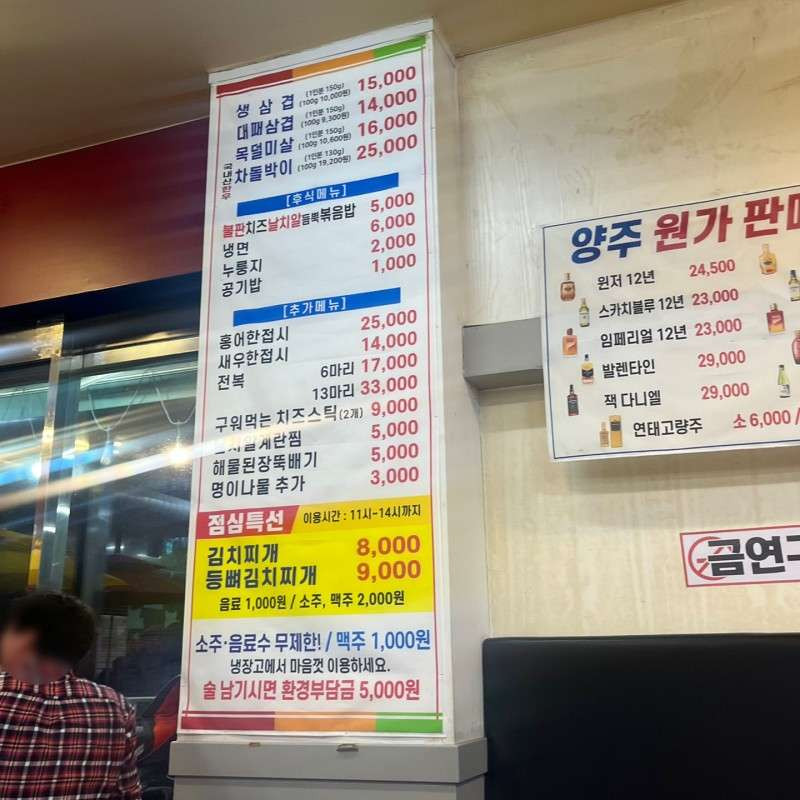 생 삼 겹 (1인분 150g) (100g 10,000원) 15,000
대패삼겹 (1인분 150g) (100g 9,300원) 14,000
목덜미살 (1인분 150g) (100g 10,600원) 16,000
국내산한우 차돌박이 (1인분 130g) (100g 19,200원) 25,000
[후식메뉴]
불판치즈날치알듬뿍볶음밥 5,000
냉면 6,000
누룽지 2,000
공기밥 1,000
[추가메뉴]
홍어한접시 25,000
새우한접시 14,000
전복 6마리 17,000
13마리 33,000
구워먹는 치즈스틱(2개) 9,000
알계란찜 5,000
해물된장뚝배기 5,000
명이나물 추가 3,000
점심특선 이용시간 : 11시-14시까지
김치찌개 8,000
등뼈김치찌개 9,000
음료 1,000원 / 소주, 맥주 2,000원
소주·음료수 무제한! / 맥주 1,000원
냉장고에서 마음껏 이용하세요.
술 남기시면 환경부담금 5,000원
양주 원가 판매
윈저 12년 24,500
스카치블루 12년 23,000
임페리얼 12년 23,000
발렌타인 29,000
잭 다니엘 29,000
연태고량주 소 6,000 /
금연구